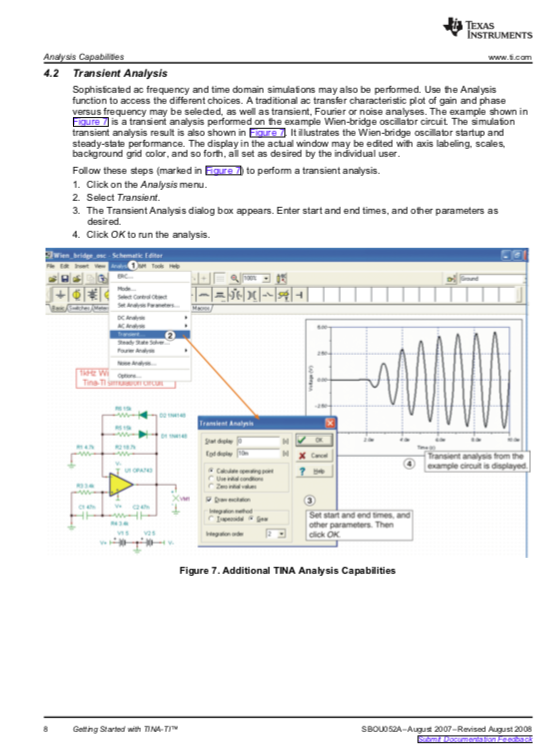 TEXAS
INSTRUMENTS
Analysis Capabilities
www.ti.com
4.2 Transient Analysis
Sophisticated ac frequency and time domain simulations may also be performed. Use the Analysis
function to access the different choices. A traditional ac transfer characteristic plot of gain and phase
versus frequency may be selected, as well as transient, Fourier or noise analyses. The example shown in
Figure 7 is a transient analysis performed on the example Wien-bridge oscillator circuit. The simulation
transient analysis result is also shown in Figure 7. It illustrates the Wien-bridge oscillator startup and
steady-state performance. The display in the actual window may be edited with axis labeling, scales,
background grid color, and so forth, all set as desired by the individual user.
Follow these steps (marked in Figure 7) to perform a transient analysis.
1. Click on the Analysis menu.
2. Select Transient.
3. The Transient Analysis dialog box appears. Enter start and end times, and other parameters as
desired.
4. Click OK to run the analysis.
Wien_bridge_osc - Schematic Editor
File Edit Insert View Analysis 1 Tools Help
ERC...
100%
Ground
Mode...
Select Control Object
Set Analysis Parameters...
Basic Switches Meters
Macros
DC Analysis
AC Analysis
Transient... 2
Steady State Solver...
Fourier Analysis
Noise Analysis...
Options...
1kHz Wien
Tina-TI simulation circuit
Voltage (V)
5.00
2.50
0.00
-2.50
2.0m 4.0m 6.0m 8.0m 10.0m
Time (s)
4
Transient analysis from the
example circuit is displayed.
D2 1N4148
D1 1N4148
R1 4.7k
U1 OPA743
V-
V+
C1 47n
C2 47n
R4 3.4k
V1 5
V2 5
V+
V-
Transient Analysis
Start display 0 [s]
End display 10m [s]
OK
Cancel
Help
Calculate operating point
Use initial conditions
Zero initial values
Draw excitation
Integration method
Trapezoidal Gear
Integration order 2
3
Set start and end times, and
other parameters. Then
click OK.
Figure 7. Additional TINA Analysis Capabilities
8 Getting Started with TINA-TI™
SBOU052A–August 2007–Revised August 2008
Submit Documentation Feedback